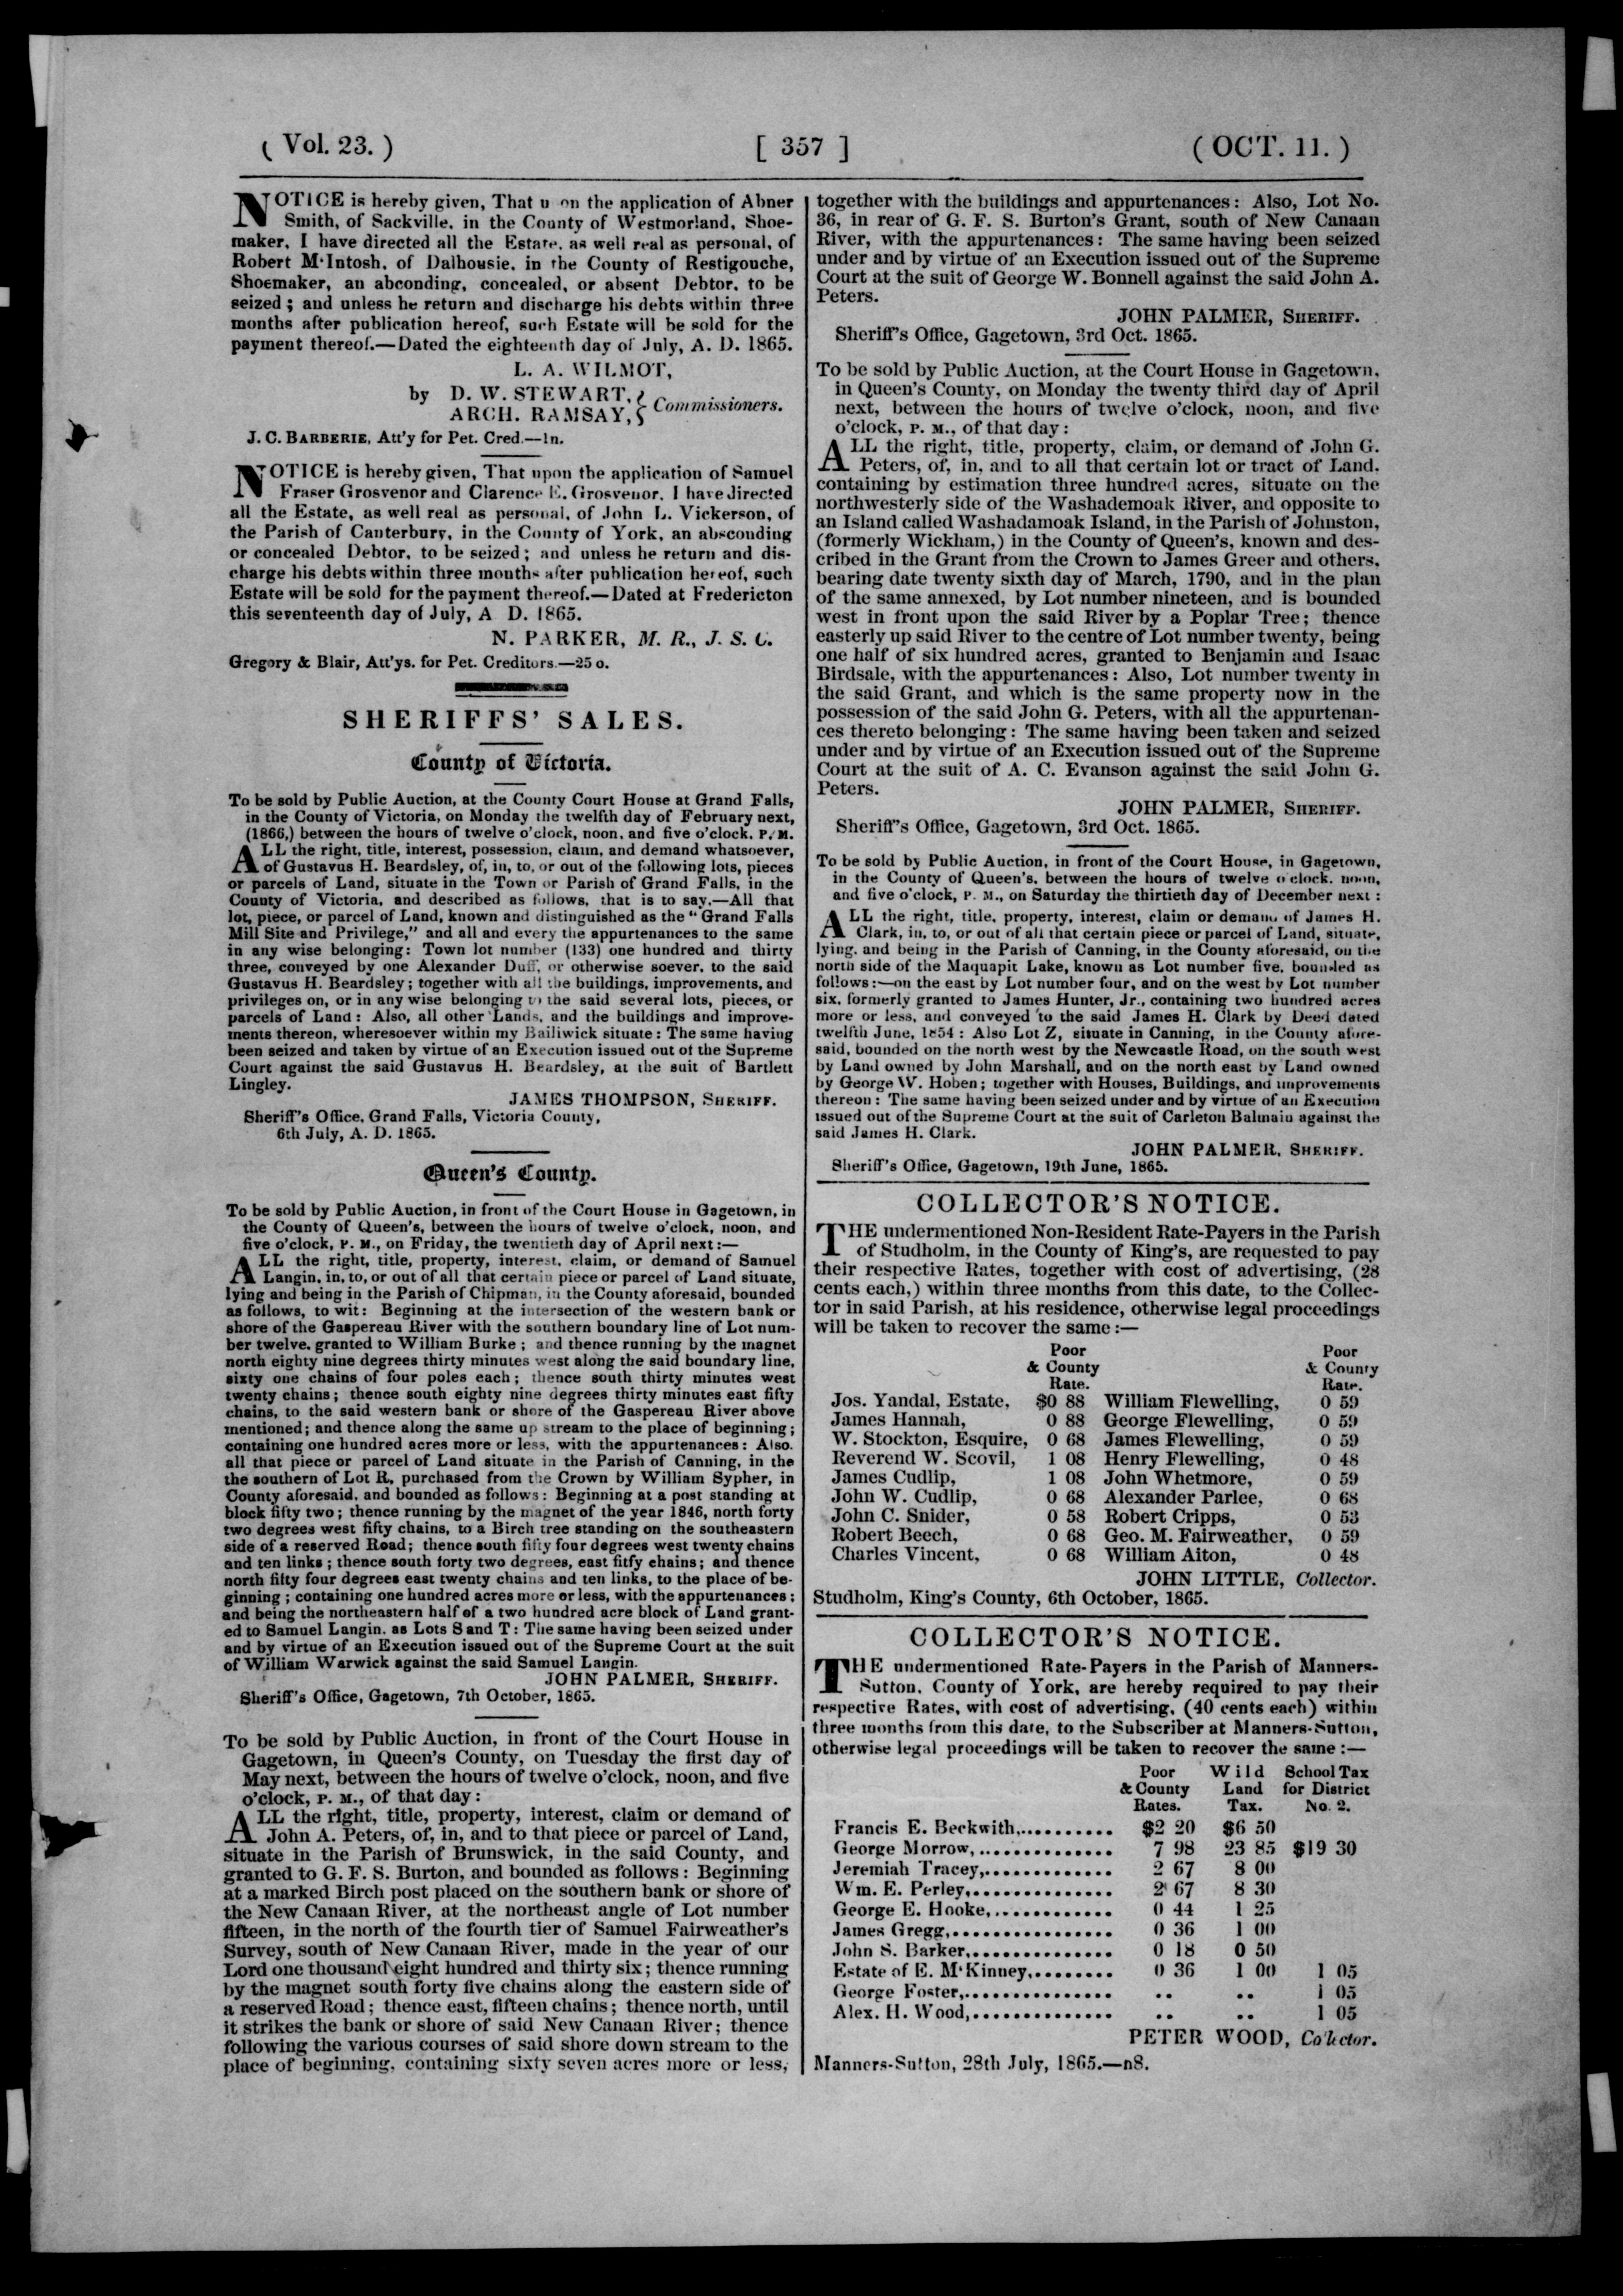 ( Vol. 23. )
[ 357 ]
( OCT. 11. )
NOTICE is hereby given, That u on the application of Abner
Smith, of Sackville, in the County of Westmorland, Shoe-
maker, I have directed all the Estate, as well real as personal, of
Robert M'Intosh, of Dalhousie, in the County of Restigouche,
Shoemaker, an abconding, concealed, or absent Debtor, to be
seized; and unless he return and discharge his debts within three
months after publication hereof, such Estate will be sold for the
payment thereof.—Dated the eighteenth day of July, A. D. 1865.
L. A. WILMOT,
by D. W. STEWART, } Commissioners.
ARCH. RAMSAY, }
J. C. BARBERIE, Att'y for Pet. Cred.—1n.
NOTICE is hereby given, That upon the application of Samuel
Fraser Grosvenor and Clarence E. Grosvenor, I have directed
all the Estate, as well real as personal, of John L. Vickerson, of
the Parish of Canterbury, in the County of York, an absconding
or concealed Debtor, to be seized; and unless he return and dis-
charge his debts within three months after publication hereof, such
Estate will be sold for the payment thereof.—Dated at Fredericton
this seventeenth day of July, A D. 1865.
N. PARKER, M. R., J. S. C.
Gregory & Blair, Att'ys. for Pet. Creditors.—25 o.
SHERIFFS' SALES.
County of Victoria.
To be sold by Public Auction, at the County Court House at Grand Falls,
in the County of Victoria, on Monday the twelfth day of February next,
(1866,) between the hours of twelve o'clock, noon, and five o'clock, P. M.
ALL the right, title, interest, possession, claim, and demand whatsoever,
of Gustavus H. Beardsley, of, in, to, or out of the following lots, pieces
or parcels of Land, situate in the Town or Parish of Grand Falls, in the
County of Victoria, and described as follows, that is to say,—All that
lot, piece, or parcel of Land, known and distinguished as the "Grand Falls
Mill Site and Privilege," and all and every the appurtenances to the same
in any wise belonging: Town lot number (133) one hundred and thirty
three, conveyed by one Alexander Duff, or otherwise soever, to the said
Gustavus H. Beardsley; together with all the buildings, improvements, and
privileges on, or in any wise belonging to the said several lots, pieces, or
parcels of Land: Also, all other Lands, and the buildings and improve-
ments thereon, wheresoever within my Bailiwick situate: The same having
been seized and taken by virtue of an Execution issued out of the Supreme
Court against the said Gustavus H. Beardsley, at the suit of Bartlett
Lingley.
JAMES THOMPSON, SHERIFF.
Sheriff's Office, Grand Falls, Victoria County,
6th July, A. D. 1865.
Queen's County.
To be sold by Public Auction, in front of the Court House in Gagetown, in
the County of Queen's, between the hours of twelve o'clock, noon, and
five o'clock, P. M., on Friday, the twentieth day of April next:—
ALL the right, title, property, interest, claim, or demand of Samuel
Langin, in, to, or out of all that certain piece or parcel of Land situate,
lying and being in the Parish of Chipman, in the County aforesaid, bounded
as follows, to wit: Beginning at the intersection of the western bank or
shore of the Gaspereau River with the southern boundary line of Lot num-
ber twelve, granted to William Burke; and thence running by the magnet
north eighty nine degrees thirty minutes west along the said boundary line,
sixty one chains of four poles each; thence south thirty minutes west
twenty chains; thence south eighty nine degrees thirty minutes east fifty
chains, to the said western bank or shore of the Gaspereau River above
mentioned; and thence along the same up stream to the place of beginning;
containing one hundred acres more or less, with the appurtenances: Also,
all that piece or parcel of Land situate in the Parish of Canning, in the
the southern of Lot R, purchased from the Crown by William Sypher, in
County aforesaid, and bounded as follows: Beginning at a post standing at
block fifty two; thence running by the magnet of the year 1846, north forty
two degrees west fifty chains, to a Birch tree standing on the southeastern
side of a reserved Road; thence south fifty four degrees west twenty chains
and ten links; thence south forty two degrees, east fitfy chains; and thence
north fifty four degrees east twenty chains and ten links, to the place of be-
ginning; containing one hundred acres more or less, with the appurtenances:
and being the northeastern half of a two hundred acre block of Land grant-
ed to Samuel Langin, as Lots S and T: The same having been seized under
and by virtue of an Execution issued out of the Supreme Court at the suit
of William Warwick against the said Samuel Langin.
JOHN PALMER, SHERIFF.
Sheriff's Office, Gagetown, 7th October, 1865.
To be sold by Public Auction, in front of the Court House in
Gagetown, in Queen's County, on Tuesday the first day of
May next, between the hours of twelve o'clock, noon, and five
o'clock, P. M., of that day:
ALL the right, title, property, interest, claim or demand of
John A. Peters, of, in, and to that piece or parcel of Land,
situate in the Parish of Brunswick, in the said County, and
granted to G. F. S. Burton, and bounded as follows: Beginning
at a marked Birch post placed on the southern bank or shore of
the New Canaan River, at the northeast angle of Lot number
fifteen, in the north of the fourth tier of Samuel Fairweather's
Survey, south of New Canaan River, made in the year of our
Lord one thousand eight hundred and thirty six; thence running
by the magnet south forty five chains along the eastern side of
a reserved Road; thence east, fifteen chains; thence north, until
it strikes the bank or shore of said New Canaan River; thence
following the various courses of said shore down stream to the
place of beginning, containing sixty seven acres more or less,
together with the buildings and appurtenances: Also, Lot No.
36, in rear of G. F. S. Burton's Grant, south of New Canaan
River, with the appurtenances: The same having been seized
under and by virtue of an Execution issued out of the Supreme
Court at the suit of George W. Bonnell against the said John A.
Peters.
JOHN PALMER, SHERIFF.
Sheriff's Office, Gagetown, 3rd Oct. 1865.
To be sold by Public Auction, at the Court House in Gagetown,
in Queen's County, on Monday the twenty third day of April
next, between the hours of twelve o'clock, noon, and five
o'clock, P. M., of that day:
ALL the right, title, property, claim, or demand of John G.
Peters, of, in, and to all that certain lot or tract of Land,
containing by estimation three hundred acres, situate on the
northwesterly side of the Washademoak River, and opposite to
an Island called Washadamoak Island, in the Parish of Johnston,
(formerly Wickham,) in the County of Queen's, known and des-
cribed in the Grant from the Crown to James Greer and others,
bearing date twenty sixth day of March, 1790, and in the plan
of the same annexed, by Lot number nineteen, and is bounded
west in front upon the said River by a Poplar Tree; thence
easterly up said River to the centre of Lot number twenty, being
one half of six hundred acres, granted to Benjamin and Isaac
Birdsale, with the appurtenances: Also, Lot number twenty in
the said Grant, and which is the same property now in the
possession of the said John G. Peters, with all the appurtenan-
ces thereto belonging: The same having been taken and seized
under and by virtue of an Execution issued out of the Supreme
Court at the suit of A. C. Evanson against the said John G.
Peters.
JOHN PALMER, SHERIFF.
Sheriff's Office, Gagetown, 3rd Oct. 1865.
To be sold by Public Auction, in front of the Court House, in Gagetown,
in the County of Queen's, between the hours of twelve o'clock, noon,
and five o'clock, P. M., on Saturday the thirtieth day of December next:
ALL the right, title, property, interest, claim or demand of James H.
Clark, in, to, or out of all that certain piece or parcel of Land, situate,
lying, and being in the Parish of Canning, in the County aforesaid, on the
north side of the Maquapit Lake, known as Lot number five, bounded as
follows:—on the east by Lot number four, and on the west by Lot number
six, formerly granted to James Hunter, Jr., containing two hundred acres
more or less, and conveyed to the said James H. Clark by Deed dated
twelfth June, 1854: Also Lot Z, situate in Canning, in the County afore-
said, bounded on the north west by the Newcastle Road, on the south west
by Land owned by John Marshall, and on the north east by Land owned
by George W. Hoben; together with Houses, Buildings, and improvements
thereon: The same having been seized under and by virtue of an Execution
issued out of the Supreme Court at the suit of Carleton Balmain against the
said James H. Clark.
JOHN PALMER, SHERIFF.
Sheriff's Office, Gagetown, 19th June, 1865.
COLLECTOR'S NOTICE.
THE undermentioned Non-Resident Rate-Payers in the Parish
of Studholm, in the County of King's, are requested to pay
their respective Rates, together with cost of advertising, (28
cents each,) within three months from this date, to the Collec-
tor in said Parish, at his residence, otherwise legal proceedings
will be taken to recover the same:—
Poor Poor
& County & County
Rate. Rate.
Jos. Yandal, Estate, $0 88 William Flewelling, 0 59
James Hannah, 0 88 George Flewelling, 0 59
W. Stockton, Esquire, 0 68 James Flewelling, 0 59
Reverend W. Scovil, 1 08 Henry Flewelling, 0 48
James Cudlip, 1 08 John Whetmore, 0 59
John W. Cudlip, 0 68 Alexander Parlee, 0 68
John C. Snider, 0 58 Robert Cripps, 0 53
Robert Beech, 0 68 Geo. M. Fairweather, 0 59
Charles Vincent, 0 68 William Aiton, 0 48
JOHN LITTLE, Collector.
Studholm, King's County, 6th October, 1865.
COLLECTOR'S NOTICE.
THE undermentioned Rate-Payers in the Parish of Manners-
Sutton, County of York, are hereby required to pay their
respective Rates, with cost of advertising, (40 cents each) within
three months from this date, to the Subscriber at Manners-Sutton,
otherwise legal proceedings will be taken to recover the same:—
Poor Wild School Tax
& County Land for District
Rates. Tax. No. 2.
Francis E. Beckwith,.......... $2 20 $6 50
George Morrow,.............. 7 98 23 85 $19 30
Jeremiah Tracey,............. 2 67 8 00
Wm. E. Perley,............... 2 67 8 30
George E. Hooke,............. 0 44 1 25
James Gregg,................. 0 36 1 00
John S. Barker,............... 0 18 0 50
Estate of E. M'Kinney,......... 0 36 1 00 1 05
George Foster,................ .. .. 1 05
Alex. H. Wood,............... .. .. 1 05
PETER WOOD, Collector.
Manners-Sutton, 28th July, 1865.—n8.